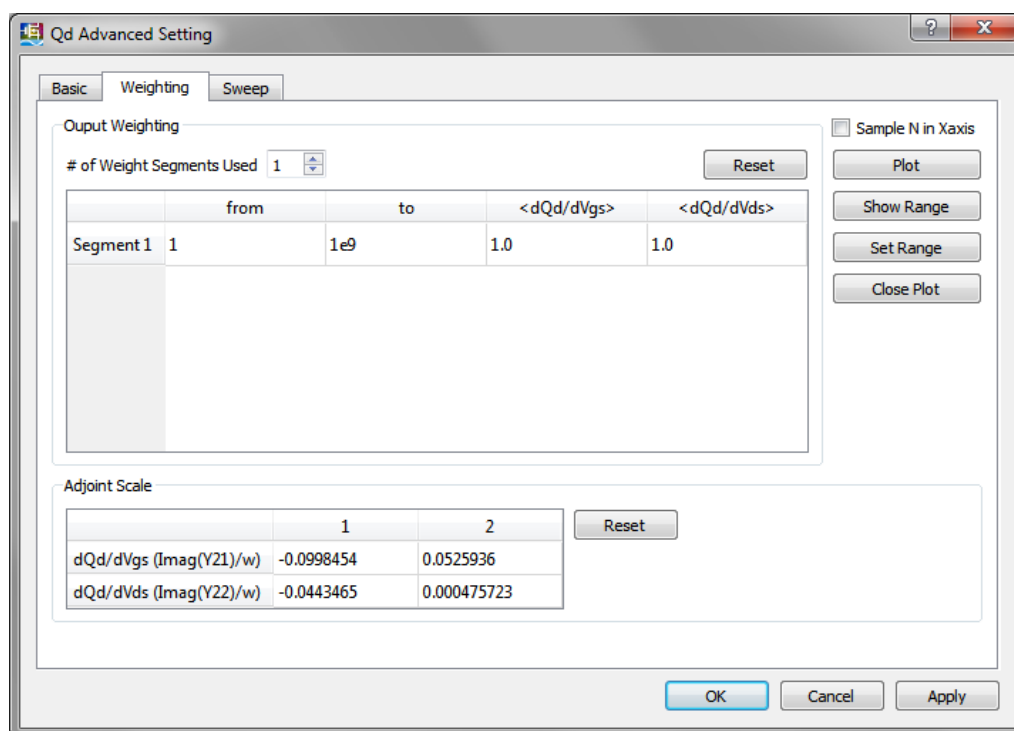 Qd Advanced Setting
?
Basic Weighting Sweep
Ouput Weighting
Sample N in Xaxis
# of Weight Segments Used 1
Reset
Plot
from to <dQd/dVgs> <dQd/dVds>
Show Range
Segment 1 1 1e9 1.0 1.0
Set Range
Close Plot
Adjoint Scale
1 2
Reset
dQd/dVgs (Imag(Y21)/w) -0.0998454 0.0525936
dQd/dVds (Imag(Y22)/w) -0.0443465 0.000475723
OK Cancel Apply